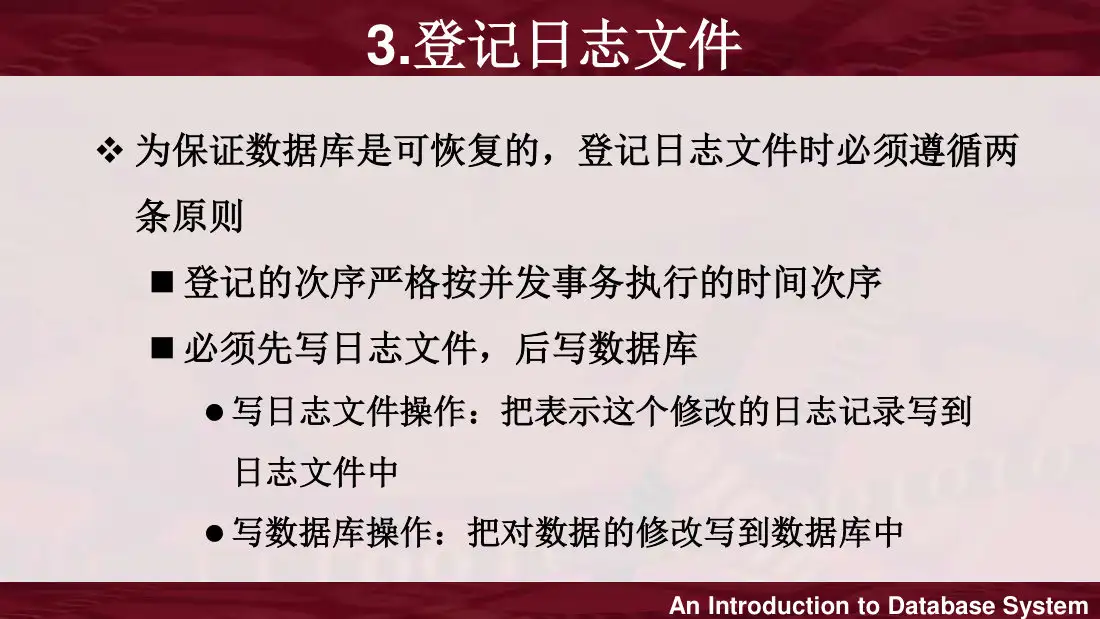 3.登记日志文件
❖ 为保证数据库是可恢复的，登记日志文件时必须遵循两
条原则
■ 登记的次序严格按并发事务执行的时间次序
■ 必须先写日志文件，后写数据库
● 写日志文件操作：把表示这个修改的日志记录写到
日志文件中
● 写数据库操作：把对数据的修改写到数据库中
An Introduction to Database System